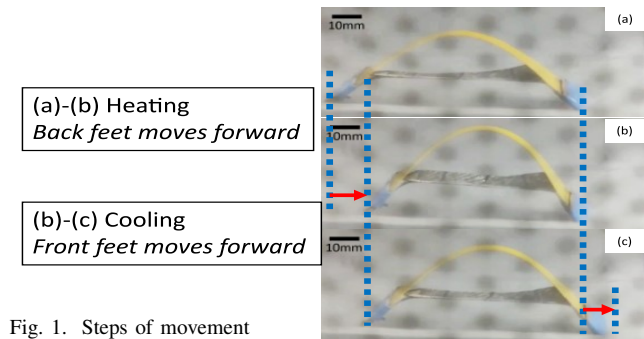 (a)
10mm
(a)-(b) Heating
Back feet moves forward
(b)
10mm
(b)-(c) Cooling
Front feet moves forward
(c)
10mm
Fig. 1. Steps of movement